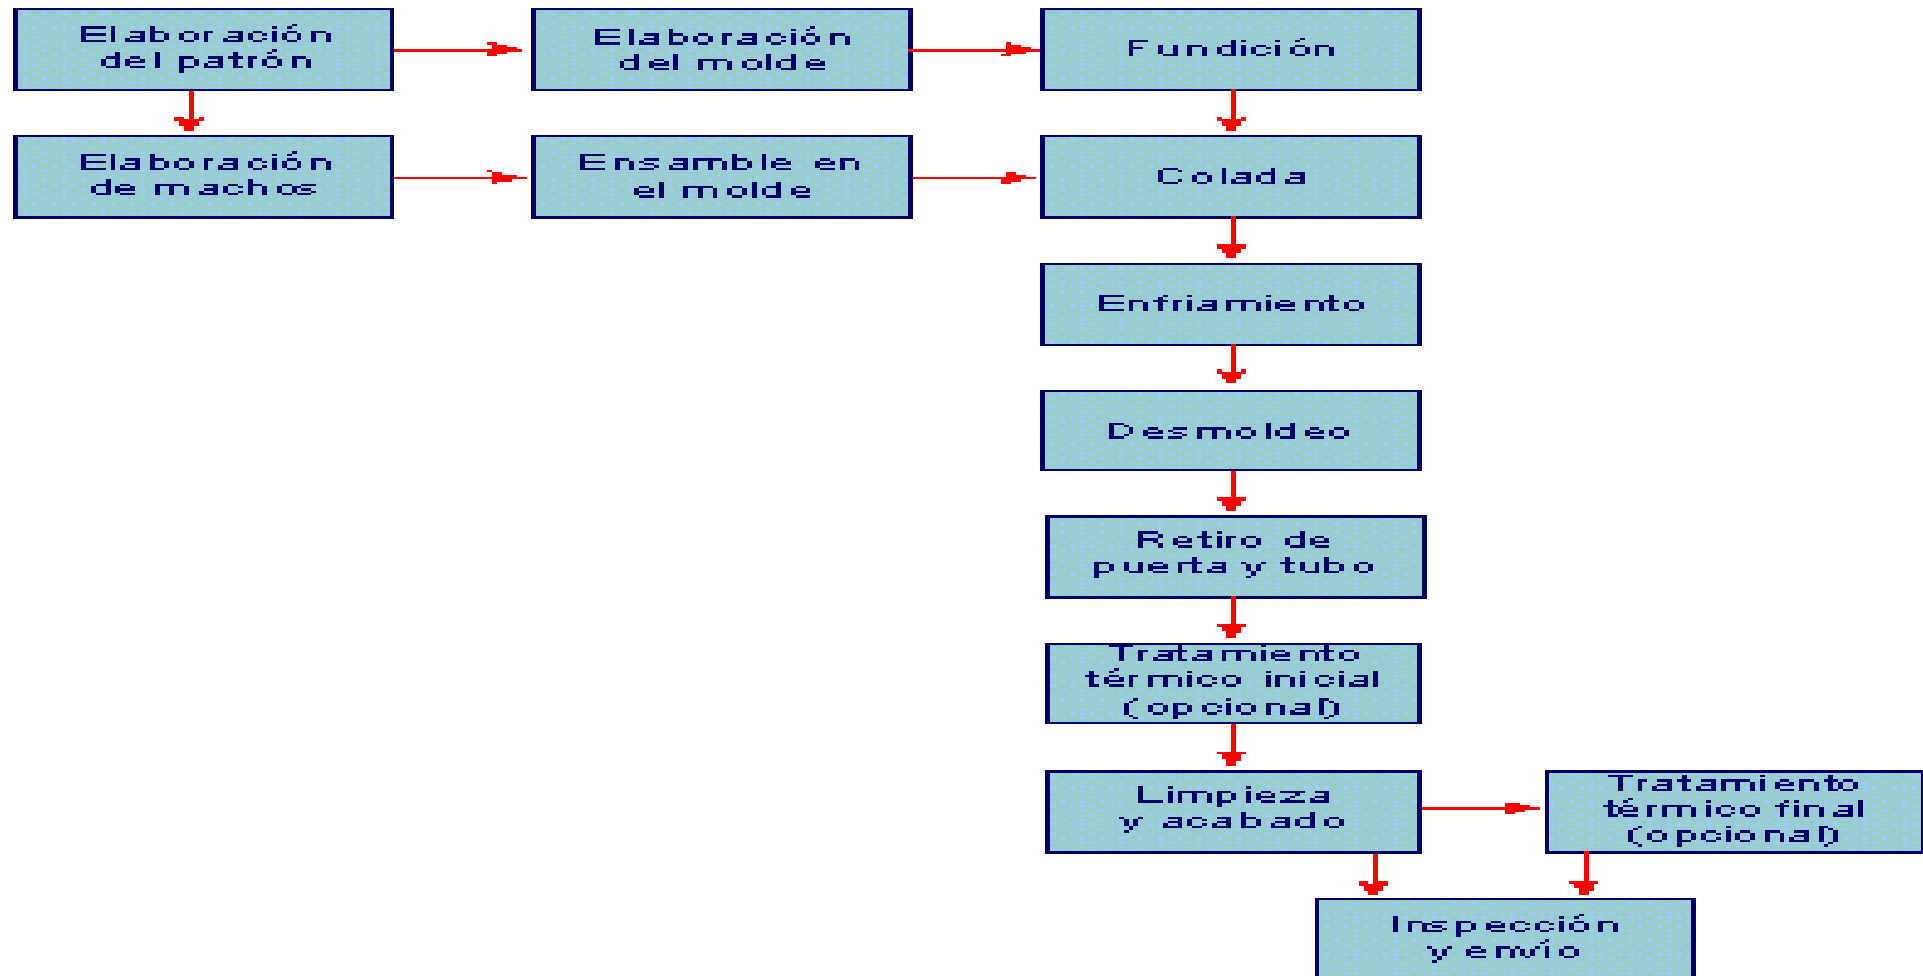 Elaboración
del patrón
Elaboración
del molde
Fundición
Elaboración
de machos
Ensamble en
el molde
Colada
Enfriamiento
Desmoldeo
Retiro de
puerta y tubo
Tratamiento
térmico inicial
(opcional)
Limpieza
y acabado
Tratamiento
térmico final
(opcional)
Inspección
y envío